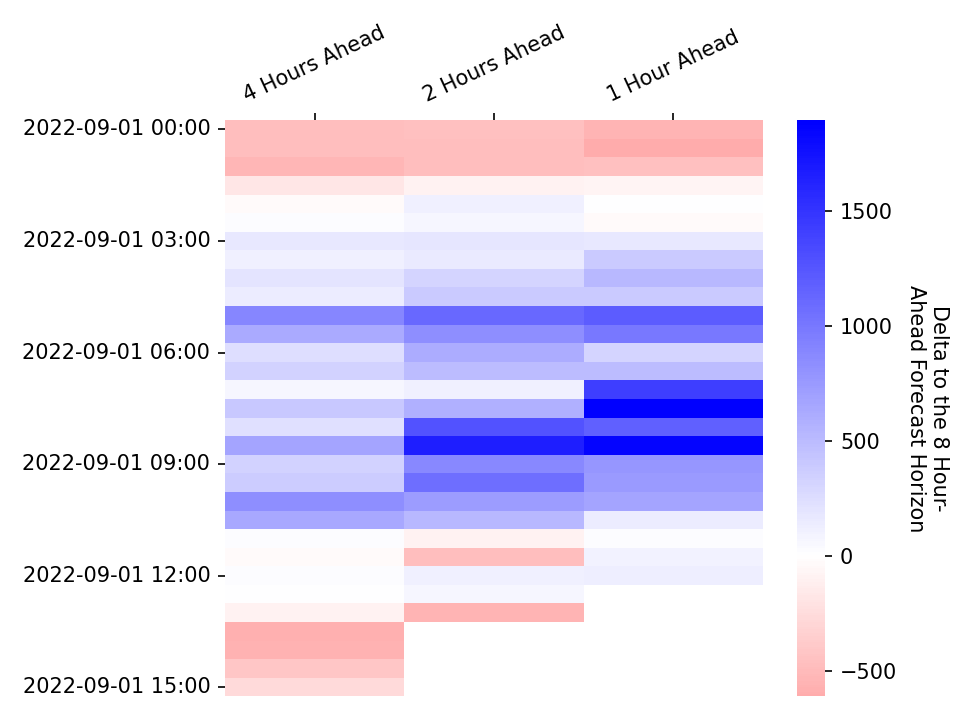 4 Hours Ahead
2 Hours Ahead
1 Hour Ahead
2022-09-01 00:00
2022-09-01 03:00
2022-09-01 06:00
2022-09-01 09:00
2022-09-01 12:00
2022-09-01 15:00
1500
1000
500
0
−500
Delta to the 8 Hour-
Ahead Forecast Horizon